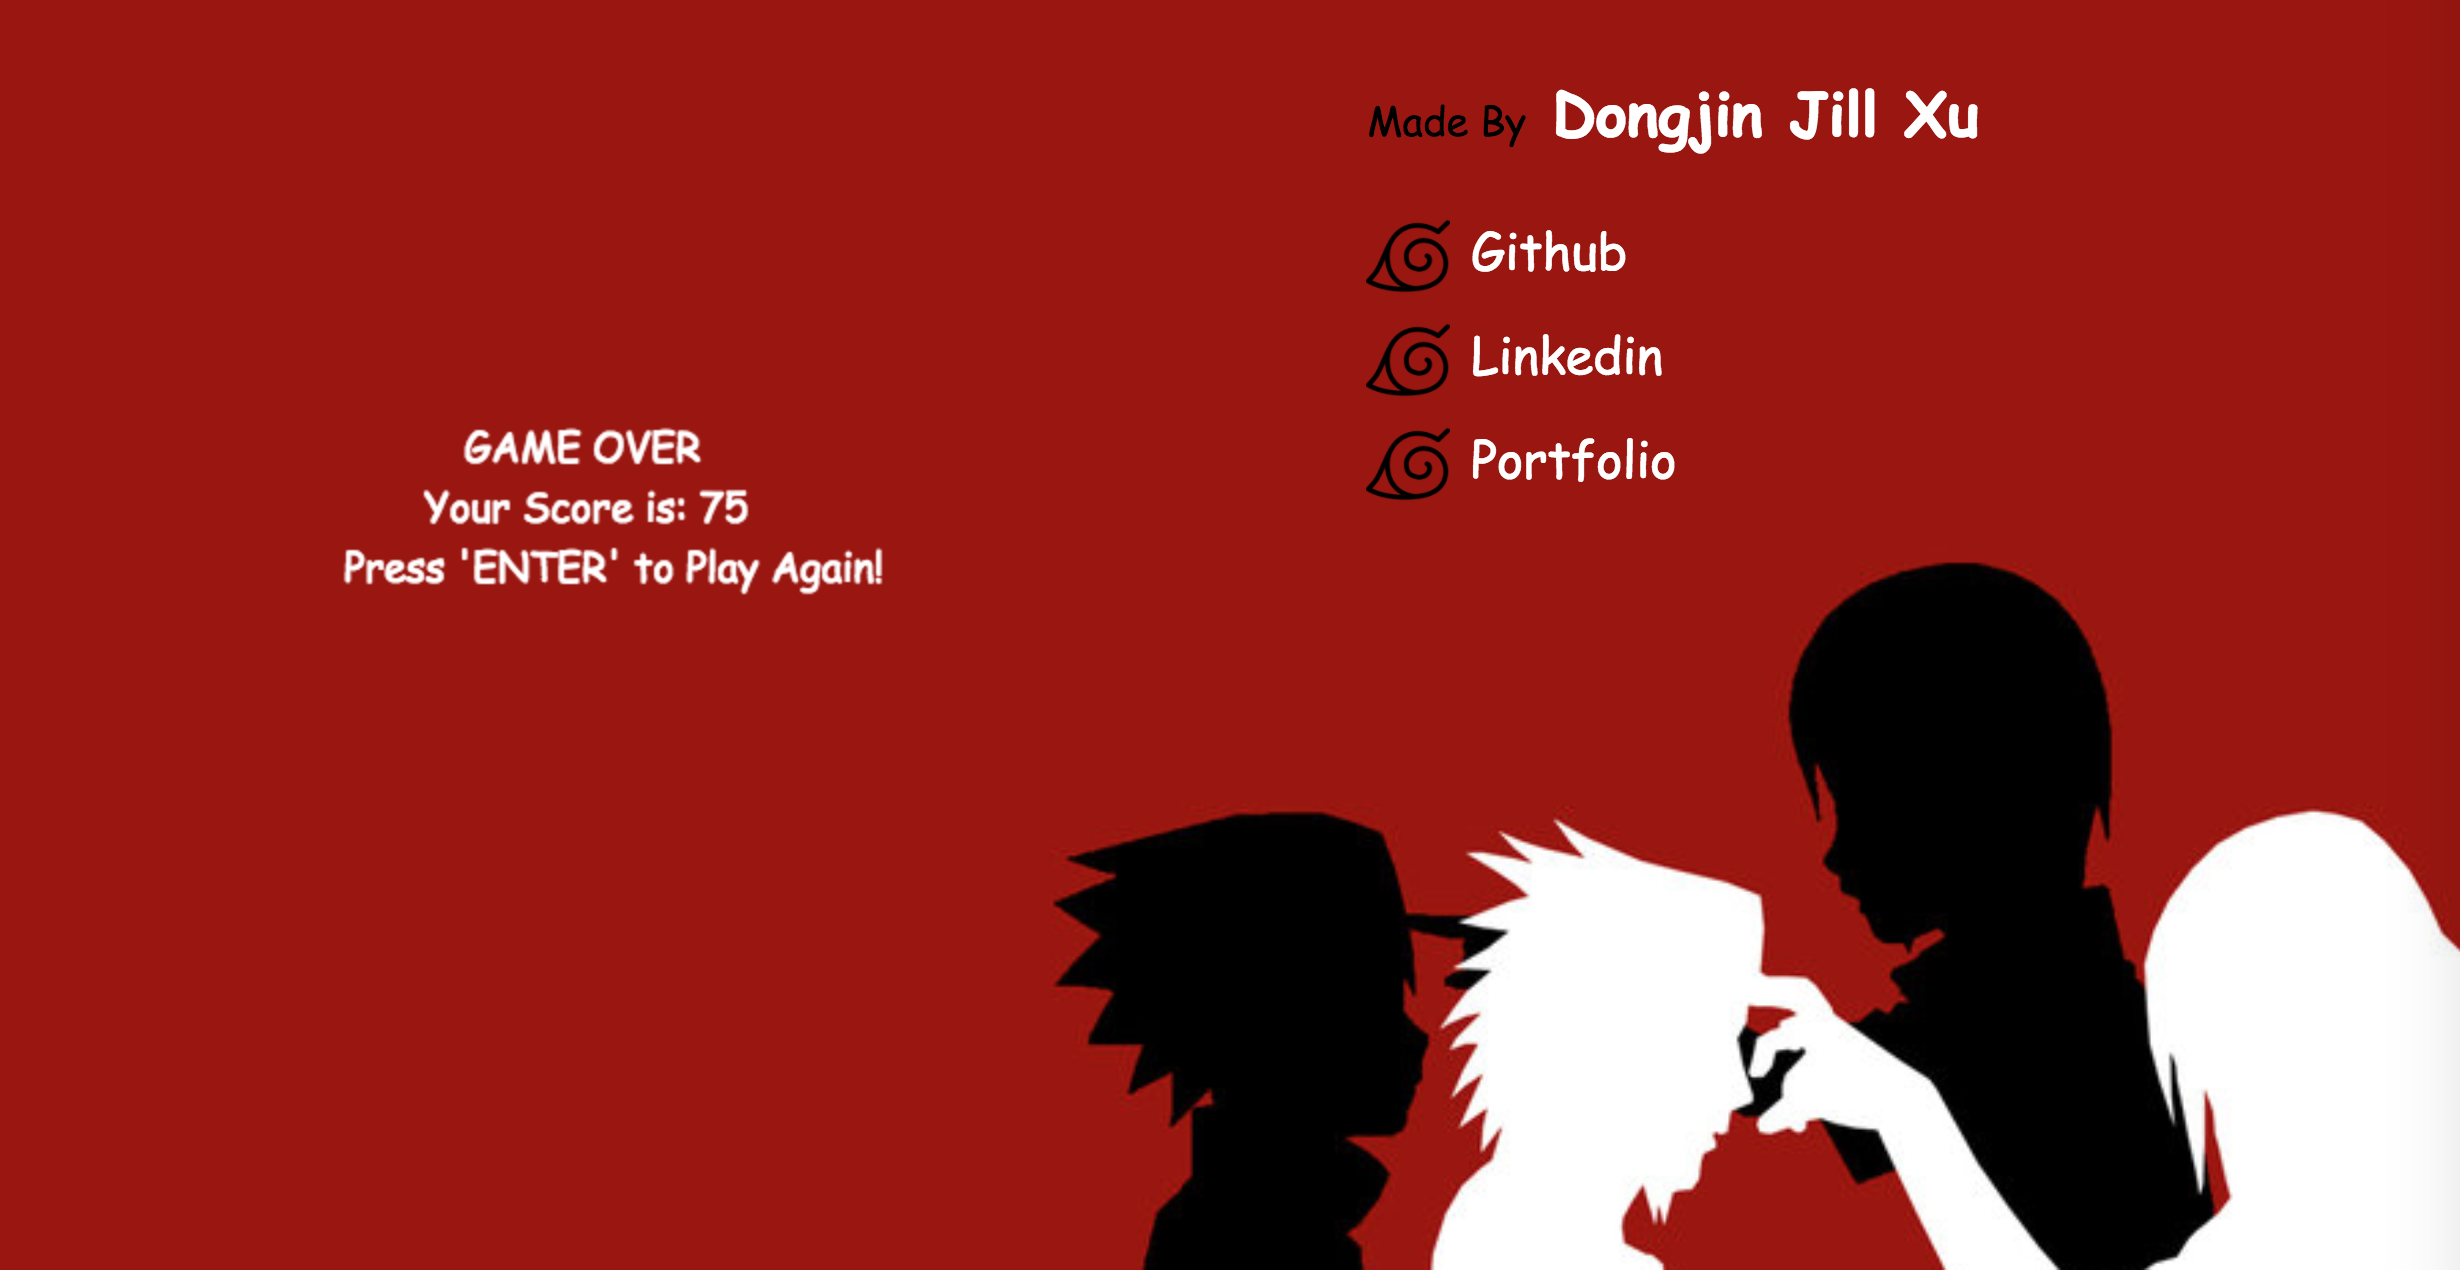 Made By Dongjin Jill Xu
Github
Linkedin
Portfolio
GAME OVER
Your Score is: 75
Press 'ENTER' to Play Again!